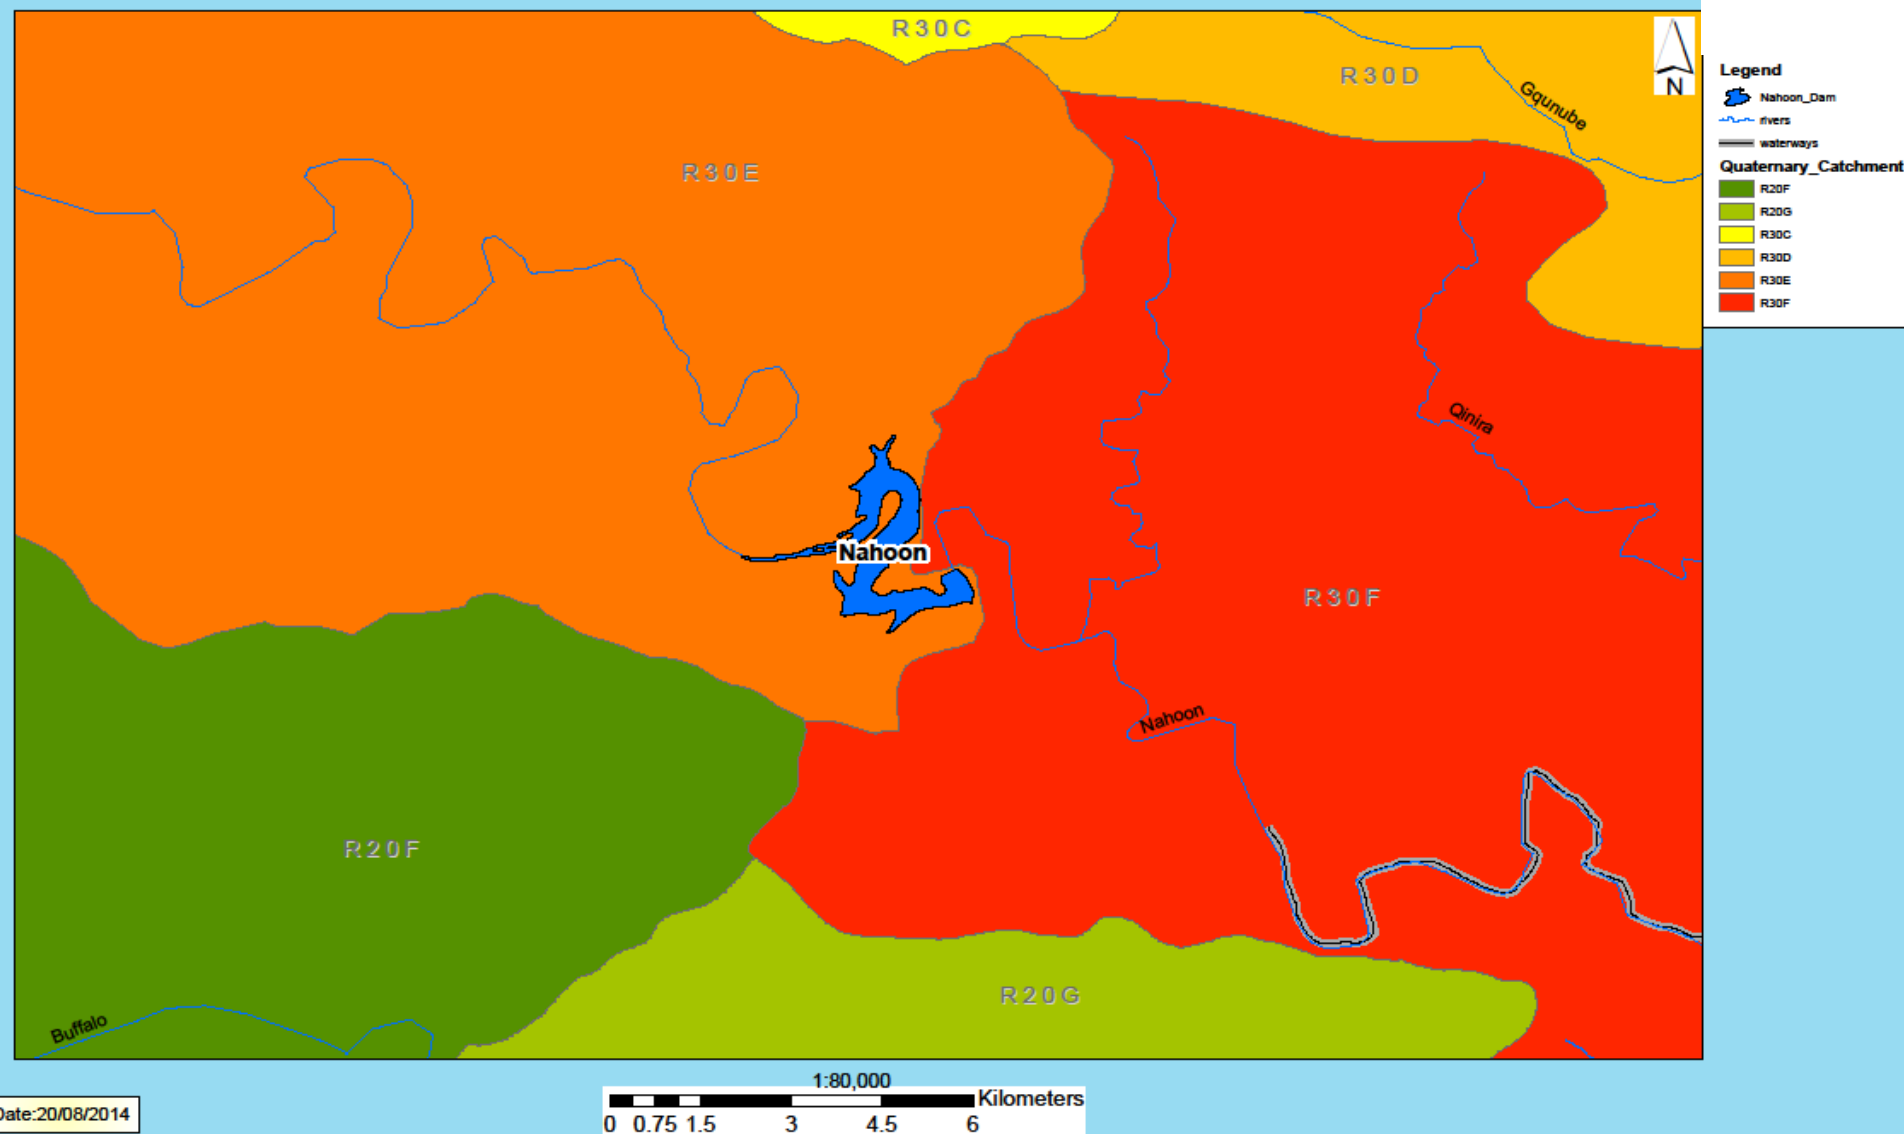 R30C
R30D
N
Gqunube
R30E
Legend
Nahoon_Dam
rivers
waterways
Quaternary_Catchment
R20F
R20G
R30C
R30D
R30E
R30F
Qinira
Nahoon
R30F
Nahoon
R20F
R20G
Buffalo
1:80,000
Kilometers
0 0.75 1.5 3 4.5 6
Date:20/08/2014